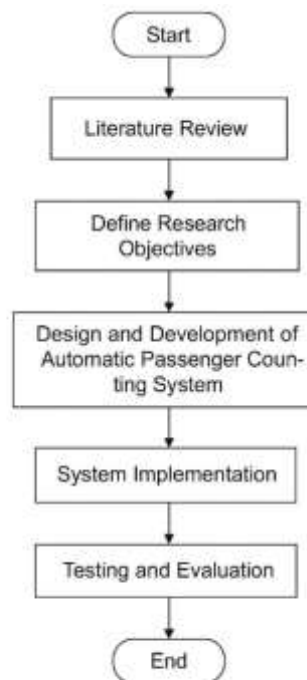 Start
Literature Review
Define Research
Objectives
Design and Development of
Automatic Passenger Coun-
ting System
System Implementation
Testing and Evaluation
End